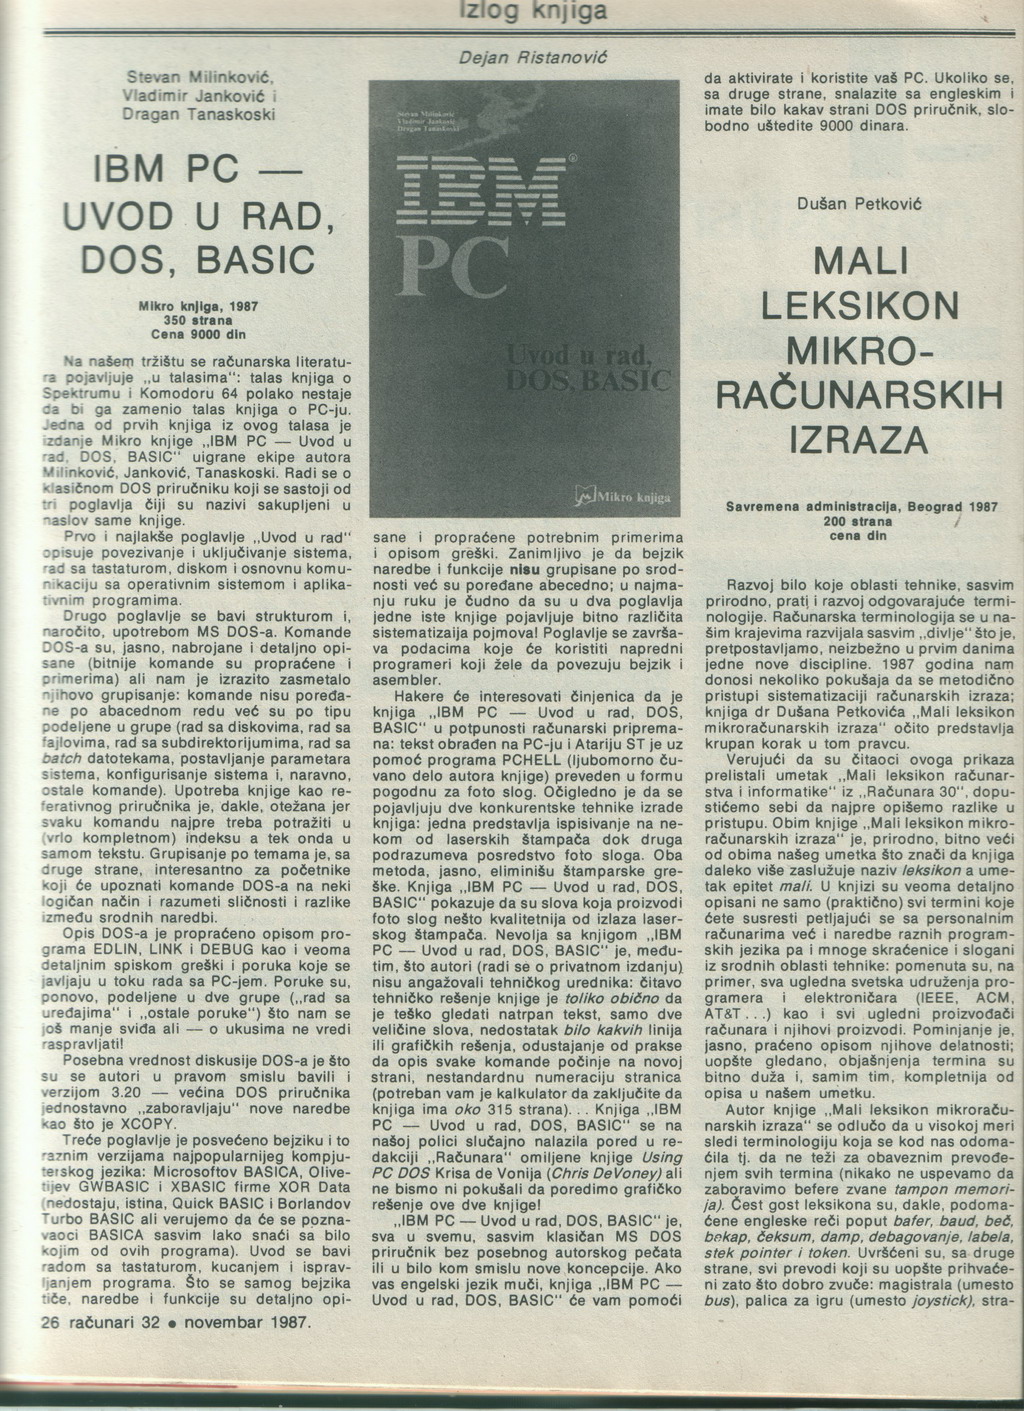 Izlog knjiga
Stevan Milinković,
Vladimir Janković i
Dragan Tanaskoski
IBM PC —
UVOD U RAD,
DOS, BASIC
Mikro knjiga, 1987
350 strana
Cena 9000 din
Na našem tržištu se računarska literatu-
ra pojavljuje „u talasima“: talas knjiga o
Spektrumu i Komodoru 64 polako nestaje
da bi ga zamenio talas knjiga o PC-ju.
Jedna od prvih knjiga iz ovog talasa je
izdanje Mikro knjige „IBM PC — Uvod u
rad, DOS, BASIC“ uigrane ekipe autora
Milinković, Janković, Tanaskoski. Radi se o
klasičnom DOS priručniku koji se sastoji od
tri poglavlja čiji su nazivi sakupljeni u
naslov same knjige.
Prvo i najlakše poglavlje „Uvod u rad“
opisuje povezivanje i uključivanje sistema,
rad sa tastaturom, diskom i osnovnu komu-
nikaciju sa operativnim sistemom i aplika-
tivnim programima.
Drugo poglavlje se bavi strukturom i,
naročito, upotrebom MS DOS-a. Komande
DOS-a su, jasno, nabrojane i detaljno opi-
sane (bitnije komande su propraćene i
primerima) ali nam je izrazito zasmetalo
njihovo grupisanje: komande nisu poređa-
ne po abacednom redu već su po tipu
podeljene u grupe (rad sa diskovima, rad sa
fajlovima, rad sa subdirektorijumima, rad sa
batch datotekama, postavljanje parametara
sistema, konfigurisanje sistema i, naravno,
ostale komande). Upotreba knjige kao re-
ferativnog priručnika je, dakle, otežana jer
svaku komandu najpre treba potražiti u
(vrlo kompletnom) indeksu a tek onda u
samom tekstu. Grupisanje po temama je, sa
druge strane, interesantno za početnike
koji će upoznati komande DOS-a na neki
logičan način i razumeti sličnosti i razlike
između srodnih naredbi.
Opis DOS-a je propraćeno opisom pro-
grama EDLIN, LINK i DEBUG kao i veoma
detaljnim spiskom greški i poruka koje se
javljaju u toku rada sa PC-jem. Poruke su,
ponovo, podeljene u dve grupe („rad sa
uređajima“ i „ostale poruke“) što nam se
još manje sviđa ali — o ukusima ne vredi
raspravljati!
Posebna vrednost diskusije DOS-a je što
su se autori u pravom smislu bavili i
verzijom 3.20 — većina DOS priručnika
jednostavno „zaboravljaju“ nove naredbe
kao što je XCOPY.
Treće poglavlje je posvećeno bejziku i to
raznim verzijama najpopularnijeg kompju-
terskog jezika: Microsoftov BASICA, Olive-
tijev GWBASIC i XBASIC firme XOR Data
(nedostaju, istina, Quick BASIC i Borlandov
Turbo BASIC ali verujemo da će se pozna-
vaoci BASICA sasvim lako snaći sa bilo
kojim od ovih programa). Uvod se bavi
radom sa tastaturom, kucanjem i isprav-
ljanjem programa. Što se samog bejzika
tiče, naredbe i funkcije su detaljno opi-
26 računari 32 • novembar 1987.
Dejan Ristanović
Stevan Milinković
Vladimir Janković
Dragan Tanaskoski
IBM®
PC
Uvod u rad,
DOS, BASIC
Mikro knjiga
sane i propraćene potrebnim primerima
i opisom greški. Zanimljivo je da bejzik
naredbe i funkcije nisu grupisane po srod-
nosti već su poređane abecedno; u najma-
nju ruku je čudno da su u dva poglavlja
jedne iste knjige pojavljuje bitno različita
sistematizaija pojmova! Poglavlje se završa-
va podacima koje će koristiti napredni
programeri koji žele da povezuju bejzik i
asembler.
Hakere će interesovati činjenica da je
knjiga „IBM PC — Uvod u rad, DOS,
BASIC“ u potpunosti računarski priprema-
na: tekst obrađen na PC-ju i Atariju ST je uz
pomoć programa PCHELL (ljubomorno ču-
vano delo autora knjige) preveden u formu
pogodnu za foto slog. Očigledno je da se
pojavljuju dve konkurentske tehnike izrade
knjiga: jedna predstavlja ispisivanje na ne-
kom od laserskih štampača dok druga
podrazumeva posredstvo foto sloga. Oba
metoda, jasno, eliminišu štamparske gre-
ške. Knjiga „IBM PC — Uvod u rad, DOS,
BASIC“ pokazuje da su slova koja proizvodi
foto slog nešto kvalitetnija od izlaza laser-
skog štampača. Nevolja sa knjigom „IBM
PC — Uvod u rad, DOS, BASIC“ je, među-
tim, što autori (radi se o privatnom izdanju)
nisu angažovali tehničkog urednika: čitavo
tehničko rešenje knjige je toliko obično da
je teško gledati natrpan tekst, samo dve
veličine slova, nedostatak bilo kakvih linija
ili grafičkih rešenja, odustajanje od prakse
da opis svake komande počinje na novoj
strani, nestandardnu numeraciju stranica
(potreban vam je kalkulator da zaključite da
knjiga ima oko 315 strana)... Knjiga „IBM
PC — Uvod u rad, DOS, BASIC“ se na
našoj polici slučajno nalazila pored u re-
dakciji „Računara“ omiljene knjige Using
PC DOS Krisa de Vonija (Chris DeVoney) ali
ne bismo ni pokušali da poredimo grafičko
rešenje ove dve knjige!
„IBM PC — Uvod u rad, DOS, BASIC“ je,
sva u svemu, sasvim klasičan MS DOS
priručnik bez posebnog autorskog pečata
ili u bilo kom smislu nove koncepcije. Ako
vas engleski jezik muči, knjiga „IBM PC —
Uvod u rad, DOS, BASIC“ će vam pomoći
da aktivirate i koristite vaš PC. Ukoliko se,
sa druge strane, snalazite sa engleskim i
imate bilo kakav strani DOS priručnik, slo-
bodno uštedite 9000 dinara.
Dušan Petković
MALI
LEKSIKON
MIKRO-
RAČUNARSKIH
IZRAZA
Savremena administracija, Beograd 1987
200 strana
cena din
Razvoj bilo koje oblasti tehnike, sasvim
prirodno, prati i razvoj odgovarajuće termi-
nologije. Računarska terminologija se u na-
šim krajevima razvijala sasvim „divlje“ što je,
pretpostavljamo, neizbežno u prvim danima
jedne nove discipline. 1987 godina nam
donosi nekoliko pokušaja da se metodično
pristupi sistematizaciji računarskih izraza;
knjiga dr Dušana Petkovića „Mali leksikon
mikroračunarskih izraza“ očito predstavlja
krupan korak u tom pravcu.
Verujući da su čitaoci ovoga prikaza
prelistali umetak „Mali leksikon računar-
stva i informatike“ iz „Računara 30“, dopu-
stićemo sebi da najpre opišemo razlike u
pristupu. Obim knjige „Mali leksikon mikro-
računarskih izraza“ je, prirodno, bitno veći
od obima našeg umetka što znači da knjiga
daleko više zaslužuje naziv leksikon a ume-
tak epitet mali. U knjizi su veoma detaljno
opisani ne samo (praktično) svi termini koje
ćete susresti petljajući se sa personalnim
računarima već i naredbe raznih program-
skih jezika pa i mnoge skraćenice i slogani
iz srodnih oblasti tehnike: pomenuta su, na
primer, sva ugledna svetska udruženja pro-
gramera i elektroničara (IEEE, ACM,
AT&T...) kao i svi ugledni proizvođači
računara i njihovi proizvodi. Pominjanje je,
jasno, praćeno opisom njihove delatnosti;
uopšte gledano, objašnjenja termina su
bitno duža i, samim tim, kompletnija od
opisa u našem umetku.
Autor knjige „Mali leksikon mikroraču-
narskih izraza“ se odlučo da u visokoj meri
sledi terminologiju koja se kod nas odoma-
ćila tj. da ne teži za obaveznim prevođe-
njem svih termina (nikako ne uspevamo da
zaboravimo befere zvane tampon memori-
ja). Čest gost leksikona su, dakle, podoma-
ćene engleske reči poput bafer, baud, beč,
bekap, čeksum, damp, debagovanje, labela,
stek pointer i token. Uvršćeni su, sa druge
strane, svi prevodi koji su uopšte prihvaće-
ni zato što dobro zvuče: magistrala (umesto
bus), palica za igru (umesto joystick), stra-